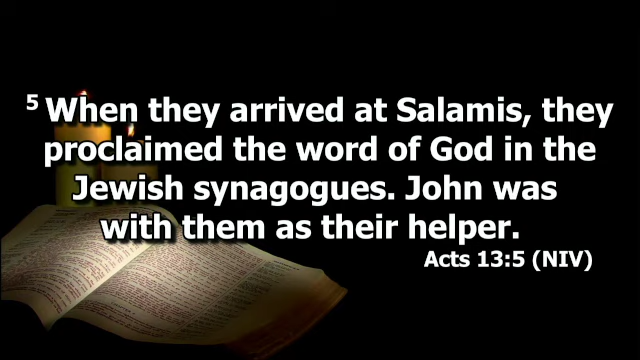 5 When they arrived at Salamis, they
proclaimed the word of God in the
Jewish synagogues. John was
with them as their helper.
Acts 13:5 (NIV)